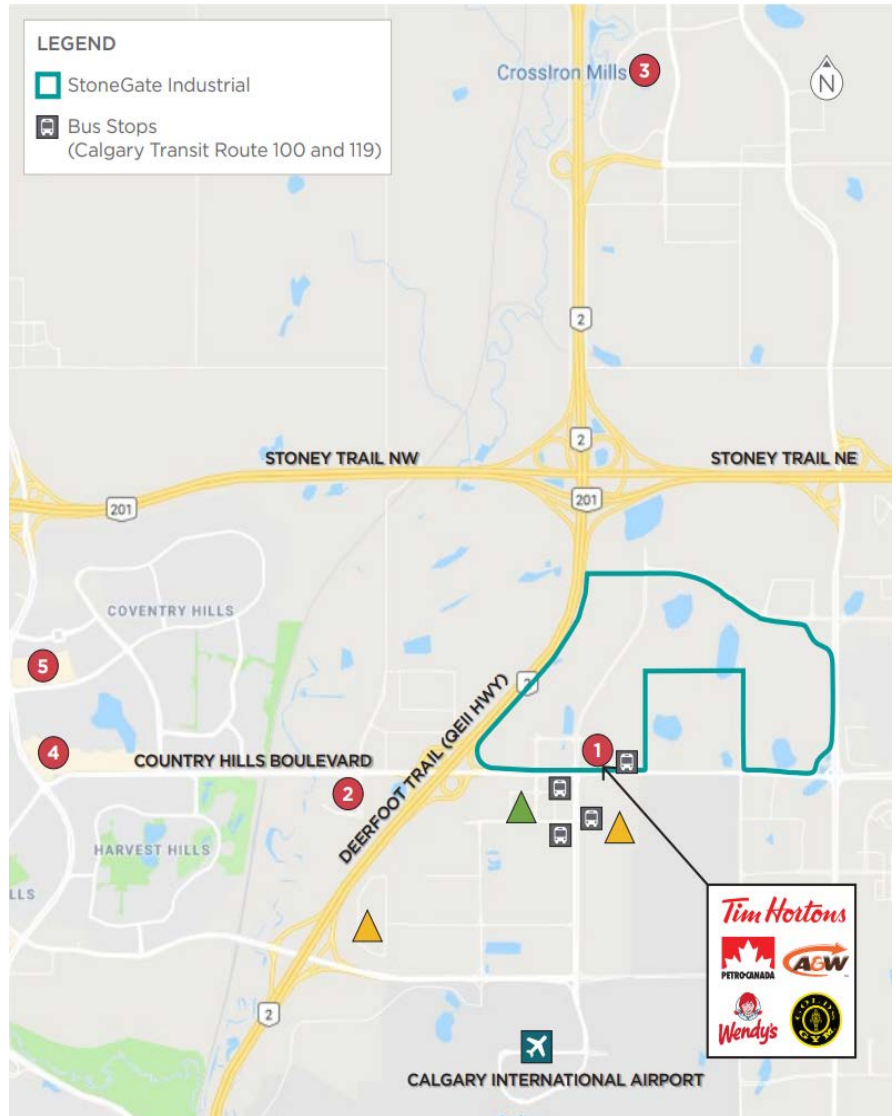 LEGEND
StoneGate Industrial
Bus Stops
(Calgary Transit Route 100 and 119)
CrossIron Mills
3
N
2
2
STONEY TRAIL NW
STONEY TRAIL NE
201
201
COVENTRY HILLS
5
2
DEERFOOT TRAIL (QEII HWY)
4
COUNTRY HILLS BOULEVARD
1
2
HARVEST HILLS
LLS
Tim Hortons
PETRO-CANADA
A&W
Wendy's
GOLD'S
GYM
2
CALGARY INTERNATIONAL AIRPORT